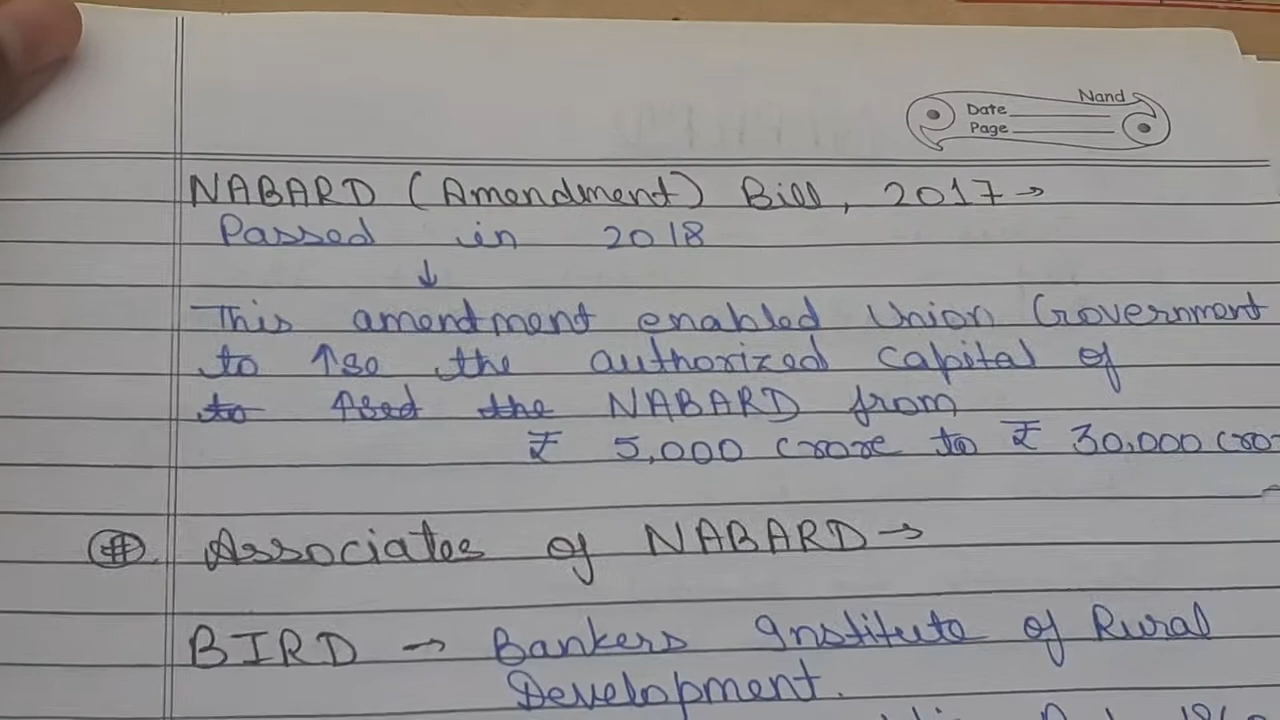 Nand
Date
Page
NABARD (Amendment) Bill, 2017 →
Passed in 2018
↓
This amendment enabled Union Government
to ↑se the authorized capital of
to ↑sed the NABARD from
₹ 5,000 crore to ₹ 30,000 cro
# Associates of NABARD →
BIRD → Bankers Institute of Rural
Development.